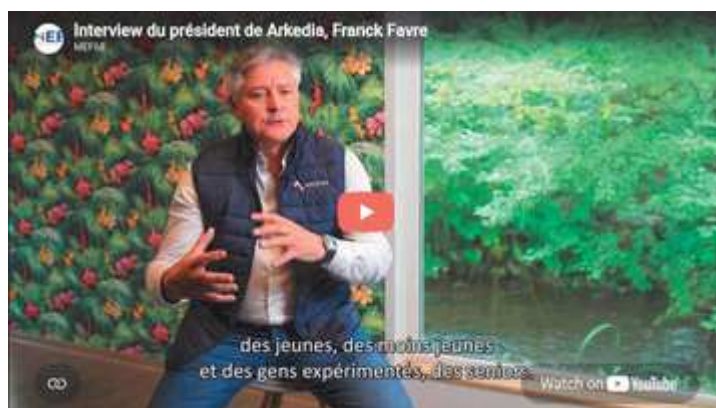 Interview du président de Arkedia, Franck Favre
MEF68
des jeunes, des moins jeunes
et des gens expérimentés, des seniors
Watch on YouTube